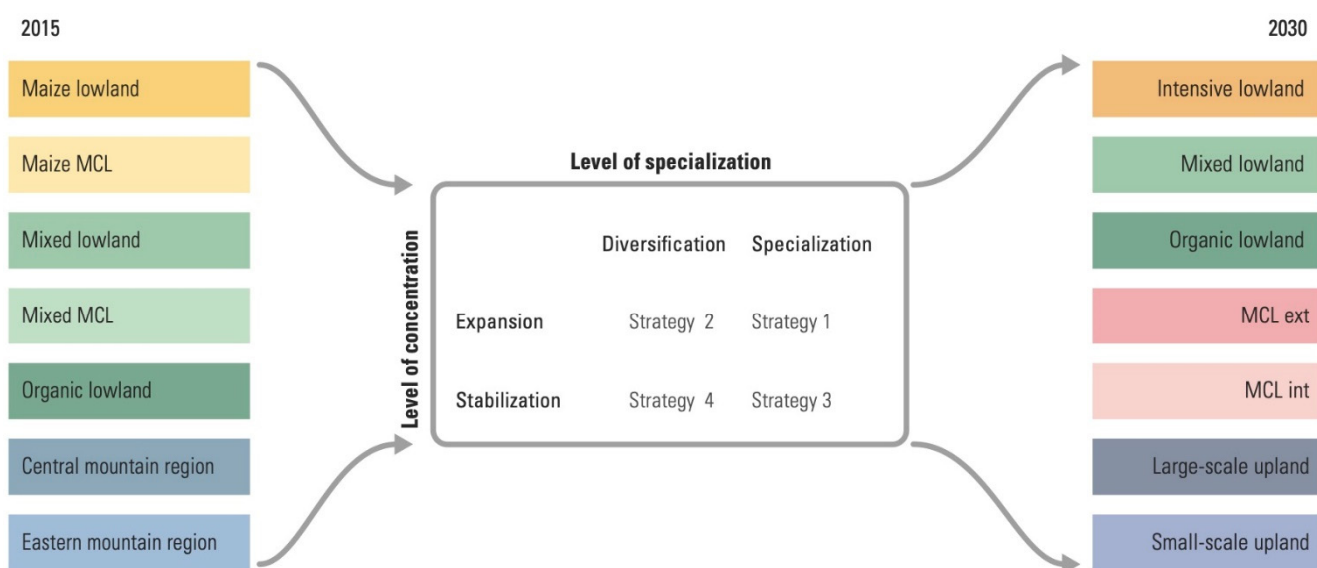 2015
2030
Maize lowland
Maize MCL
Mixed lowland
Mixed MCL
Organic lowland
Central mountain region
Eastern mountain region
Level of specialization
Level of concentration
Diversification Specialization
Expansion Strategy 2 Strategy 1
Stabilization Strategy 4 Strategy 3
Intensive lowland
Mixed lowland
Organic lowland
MCL ext
MCL int
Large-scale upland
Small-scale upland